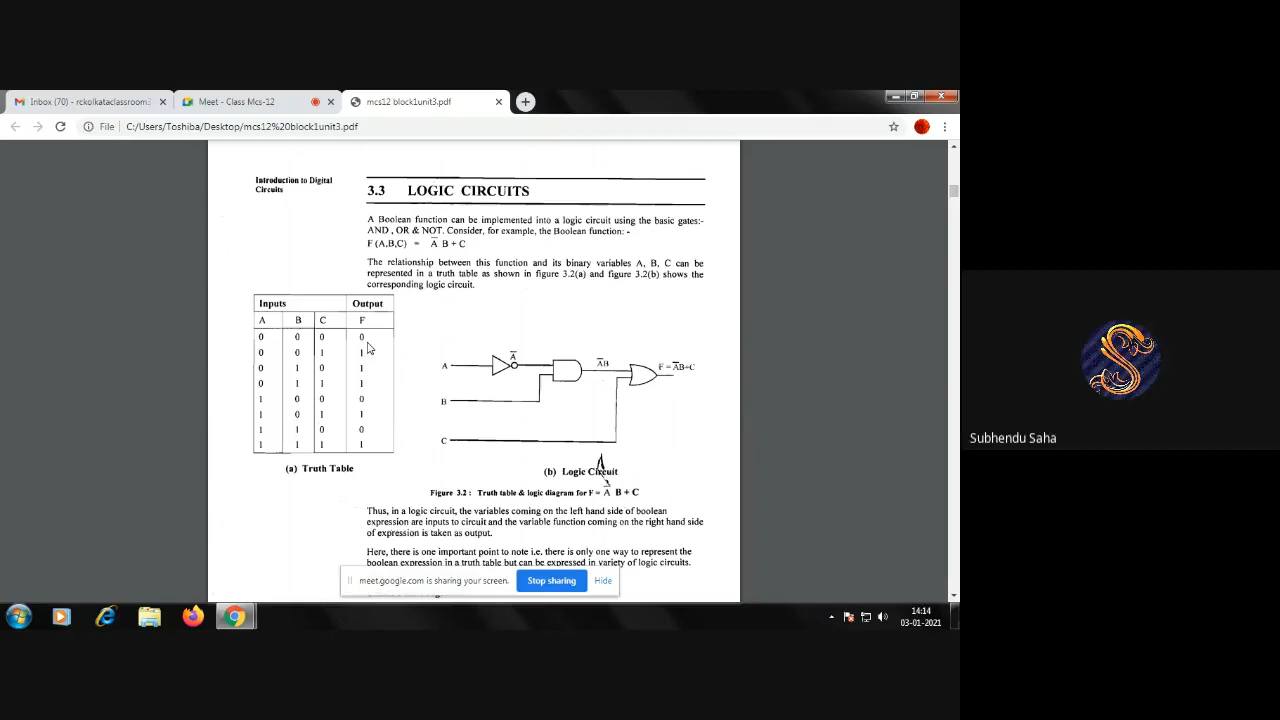 Inbox (70) - rckolkataclassroom3
Meet - Class Mcs-12
mcs12 block1unit3.pdf
File
C:/Users/Toshiba/Desktop/mcs12%20block1unit3.pdf
Introduction to Digital
Circuits
3.3 LOGIC CIRCUITS
A Boolean function can be implemented into a logic circuit using the basic gates:-
AND , OR & NOT. Consider, for example, the Boolean function: -
F (A,B,C) = A̅ B + C
The relationship between this function and its binary variables A, B, C can be
represented in a truth table as shown in figure 3.2(a) and figure 3.2(b) shows the
corresponding logic circuit.
Inputs Output
A B C F
0 0 0 0
0 0 1 1
0 1 0 1
0 1 1 1
1 0 0 0
1 0 1 1
1 1 0 0
1 1 1 1
(a) Truth Table
A
A̅
A̅B
F = A̅B+C
B
C
(b) Logic Circuit
Figure 3.2 : Truth table & logic diagram for F = A̅ B + C
Thus, in a logic circuit, the variables coming on the left hand side of boolean
expression are inputs to circuit and the variable function coming on the right hand side
of expression is taken as output.
Here, there is one important point to note i.e. there is only one way to represent the
boolean expression in a truth table but can be expressed in variety of logic circuits.
meet.google.com is sharing your screen.
Stop sharing
Hide
14:14
03-01-2021
Subhendu Saha